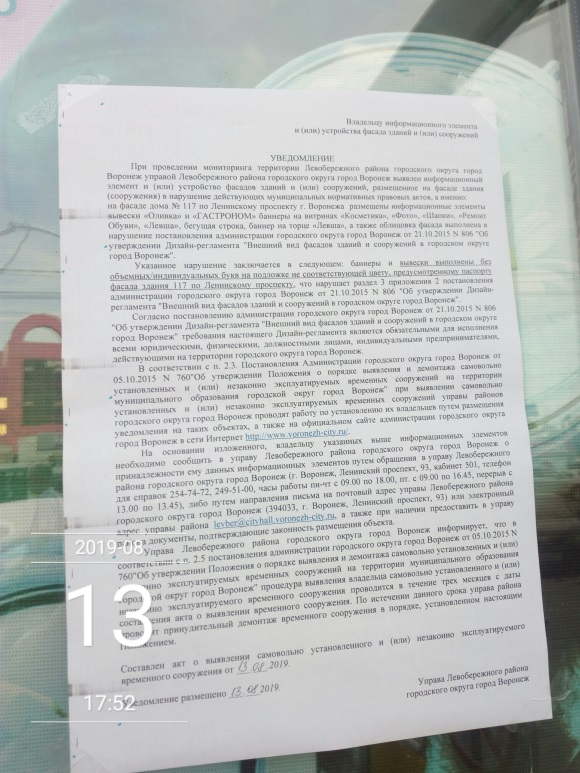 Владельцу информационного элемента
и (или) устройства фасада зданий и (или) сооружений
УВЕДОМЛЕНИЕ
При проведении мониторинга территории Левобережного района городского округа город
Воронеж управой Левобережного района городского округа город Воронеж выявлен информационный
элемент и (или) устройство фасадов зданий и (или) сооружений, размещенное на фасаде здания
(сооружения) в нарушение действующих муниципальных нормативных правовых актов, а именно:
на фасаде дома № 117 по Ленинскому проспекту г. Воронежа размещены информационные элементы
вывески «Оливка» и «ГАСТРОНОМ» баннеры на витринах «Косметика», «Фото», «Шапки», «Ремонт
Обуви», «Левша», бегущая строка, баннер на торце «Левша», а также облицовка фасада выполнена в
нарушение постановления администрации городского округа город Воронеж от 21.10.2015 N 806 "Об
утверждении Дизайн-регламента "Внешний вид фасадов зданий и сооружений в городском округе
город Воронеж".
Указанное нарушение заключается в следующем: баннеры и вывески выполнены без
объемных/индивидуальных букв на подложке не соответствующей цвету, предусмотренному паспорту
фасада здания 117 по Ленинскому проспекту, что нарушает раздел 3 приложения 2 постановления
администрации городского округа город Воронеж от 21.10.2015 N 806 "Об утверждении Дизайн-
регламента "Внешний вид фасадов зданий и сооружений в городском округе город Воронеж".
Согласно постановлению администрации городского округа город Воронеж от 21.10.2015 N 806
"Об утверждении Дизайн-регламента "Внешний вид фасадов зданий и сооружений в городском округе
город Воронеж" требования настоящего Дизайн-регламента являются обязательными для исполнения
всеми юридическими, физическими, должностными лицами, индивидуальными предпринимателями,
действующими на территории городского округа город Воронеж.
В соответствии с п. 2.3. Постановления Администрации городского округа город Воронеж от
05.10.2015 N 760"Об утверждении Положения о порядке выявления и демонтажа самовольно
установленных и (или) незаконно эксплуатируемых временных сооружений на территории
муниципального образования городской округ город Воронеж" при выявлении самовольно
установленных и (или) незаконно эксплуатируемых временных сооружений управы районов
городского округа город Воронеж проводят работу по установлению их владельцев путем размещения
уведомления на таких объектах, а также на официальном сайте администрации городского округа
город Воронеж в сети Интернет http://www.voronezh-city.ru/.
На основании изложенного, владельцу указанных выше информационных элементов
необходимо сообщить в управу Левобережного района городского округа город Воронеж о
принадлежности ему данных информационных элементов путем обращения в управу Левобережного
района городского округа город Воронеж (г. Воронеж, Ленинский проспект, 93, кабинет 501, телефон
для справок 254-74-72, 249-51-00, часы работы пн-чт с 09.00 по 18.00, пт. с 09.00 по 16.45, перерыв с
13.00 по 13.45), либо путем направления письма на почтовый адрес управы Левобережного района
городского округа город Воронеж (394033, г. Воронеж, Ленинский проспект, 93) или электронный
адрес управы района levber@cityhall.voronezh-city.ru, а также при наличии предоставить в управу
района документы, подтверждающие законность размещения объекта.
Управа Левобережного района городского округа город Воронеж информирует, что в
соответствии с п. 2.5 постановления администрации городского округа город Воронеж от 05.10.2015 N
760"Об утверждении Положения о порядке выявления и демонтажа самовольно установленных и (или)
незаконно эксплуатируемых временных сооружений на территории муниципального образования
городской округ город Воронеж" процедура выявления владельца самовольно установленного и (или)
незаконно эксплуатируемого временного сооружения проводится в течение трех месяцев с даты
составления акта о выявлении временного сооружения. По истечении данного срока управа района
проводит принудительный демонтаж временного сооружения в порядке, установленном настоящим
Положением.
Составлен акт о выявлении самовольно установленного и (или) незаконно эксплуатируемого
временного сооружения от 13.08.2019.
Уведомление размещено 13.08.2019.
Управа Левобережного района
городского округа город Воронеж
2019-08
13
17:52